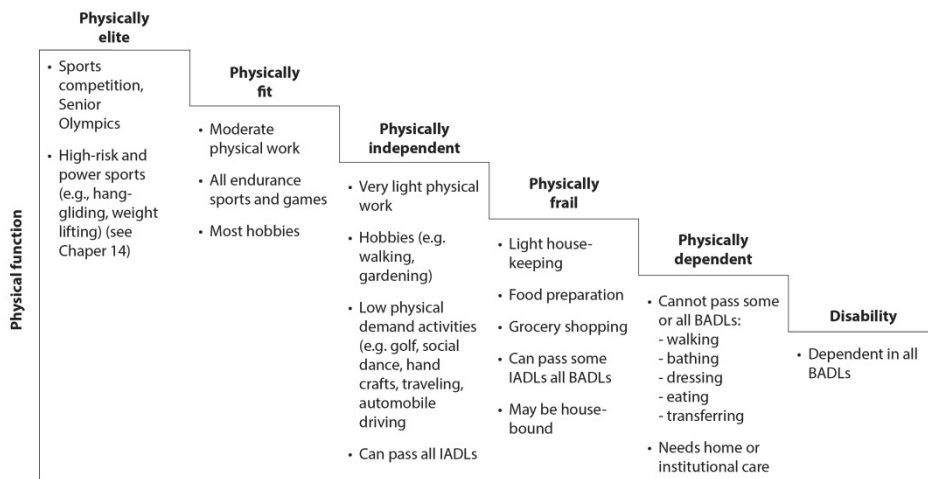 Physical function
Physically
elite
• Sports
competition,
Senior
Olympics
• High-risk and
power sports
(e.g., hang-
gliding, weight
lifting) (see
Chaper 14)
Physically
fit
• Moderate
physical work
• All endurance
sports and games
• Most hobbies
Physically
independent
• Very light physical
work
• Hobbies (e.g.
walking,
gardening)
• Low physical
demand activities
(e.g. golf, social
dance, hand
crafts, traveling,
automobile
driving
• Can pass all IADLs
Physically
frail
• Light house-
keeping
• Food preparation
• Grocery shopping
• Can pass some
IADLs all BADLs
• May be house-
bound
Physically
dependent
• Cannot pass some
or all BADLs:
- walking
- bathing
- dressing
- eating
- transferring
• Needs home or
institutional care
Disability
• Dependent in all
BADLs